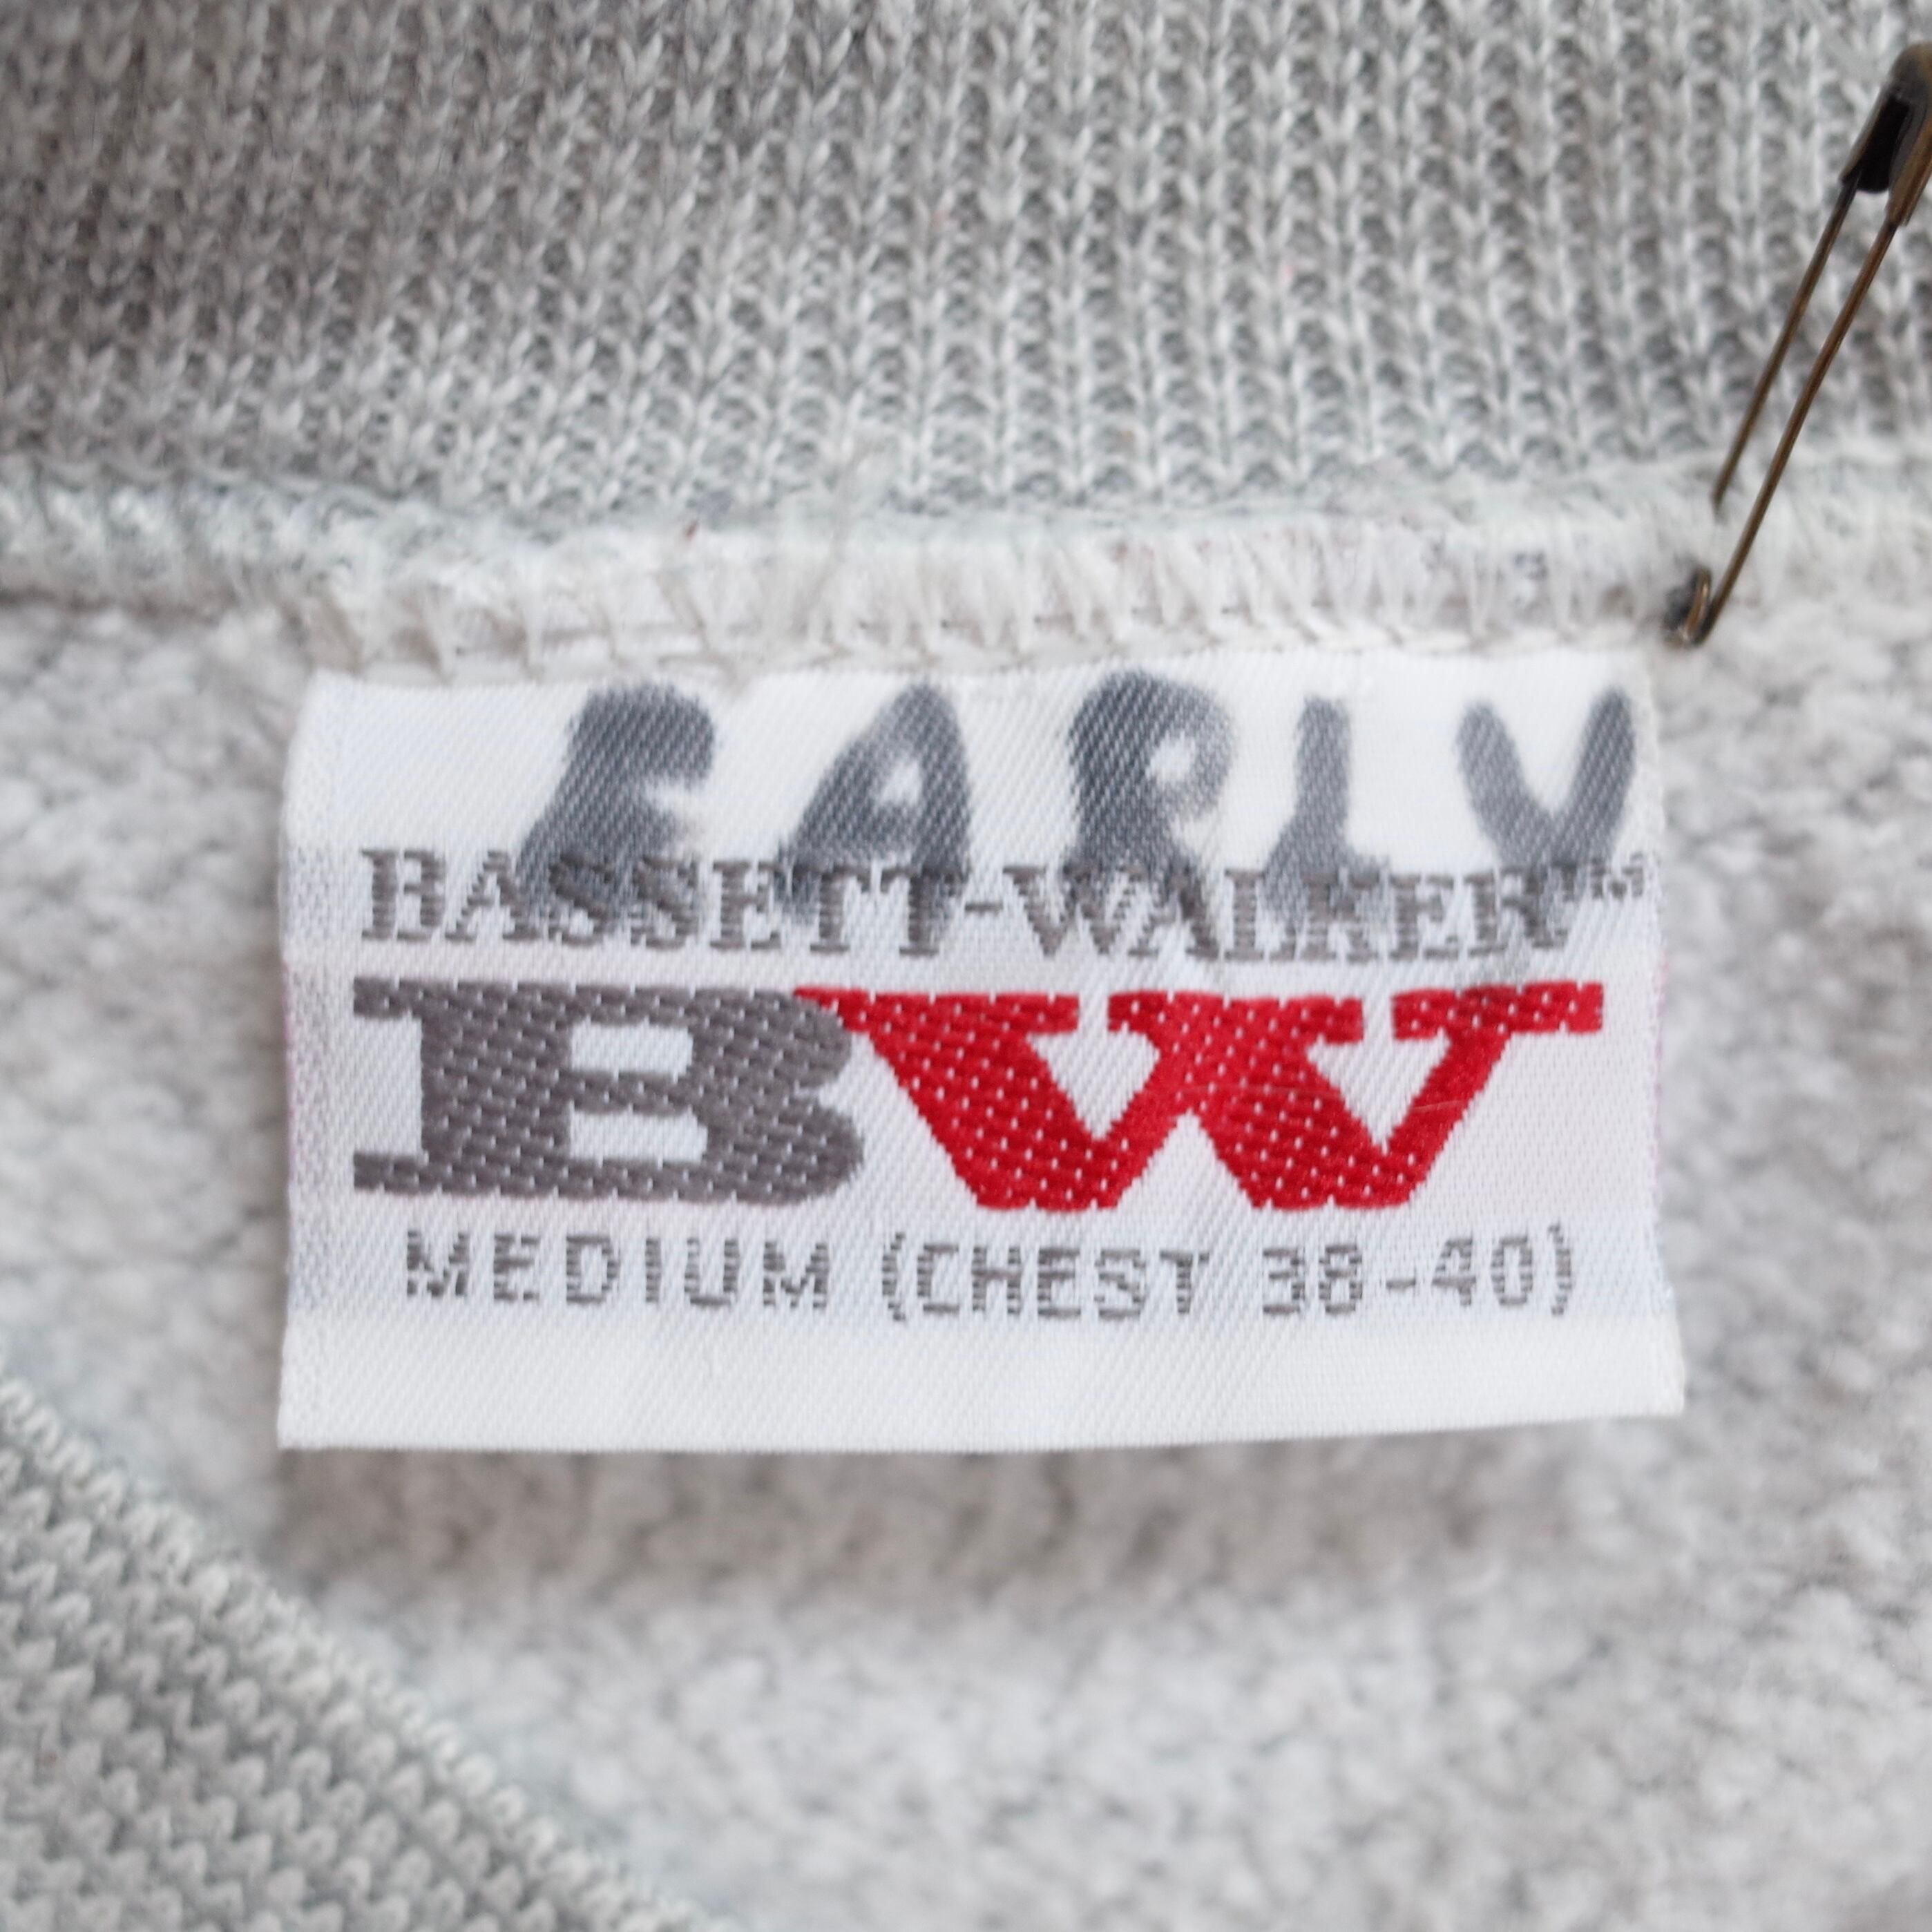 EARLY
BASSETT-WALKER™
BW
MEDIUM (CHEST 38-40)